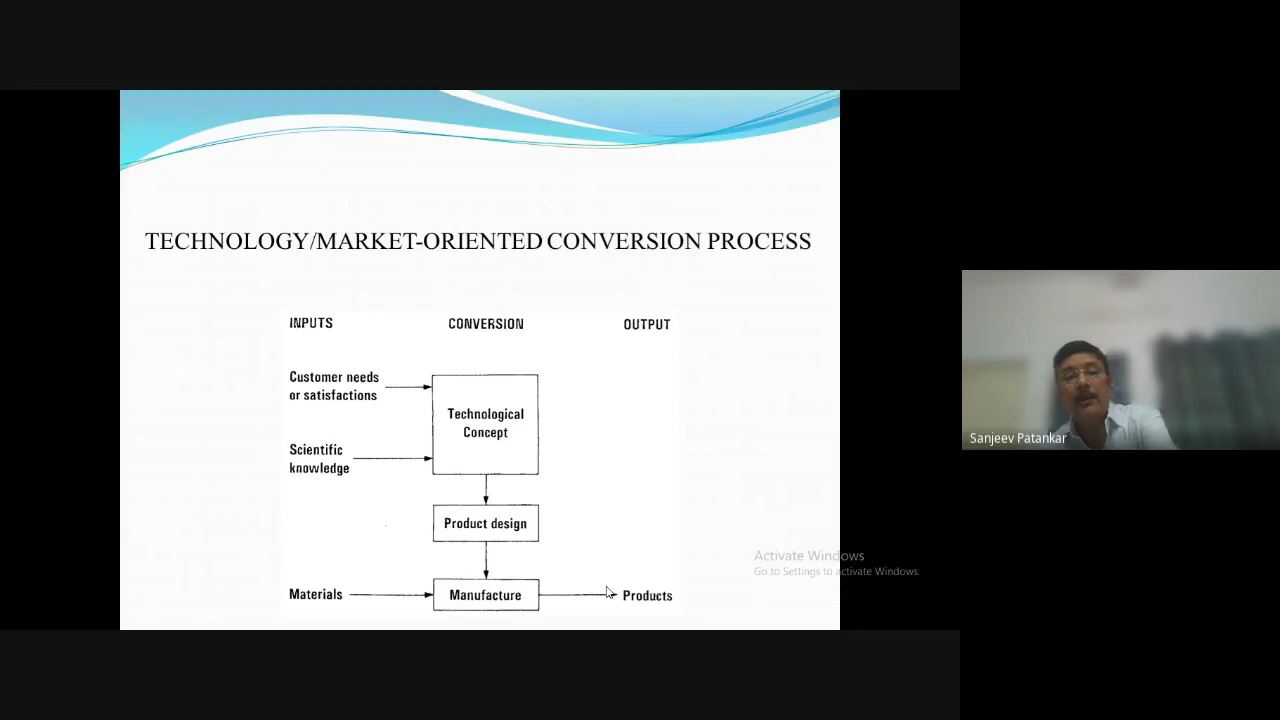 TECHNOLOGY/MARKET-ORIENTED CONVERSION PROCESS
INPUTS
CONVERSION
OUTPUT
Customer needs
or satisfactions
Technological
Concept
Scientific
knowledge
Product design
Materials
Manufacture
Products
Activate Windows
Go to Settings to activate Windows.
Sanjeev Patankar